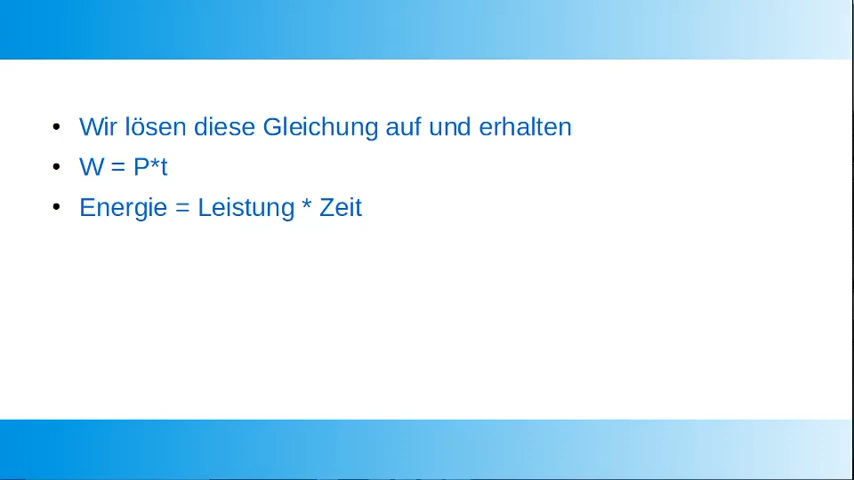 Wir lösen diese Gleichung auf und erhalten
W = P*t
Energie = Leistung * Zeit